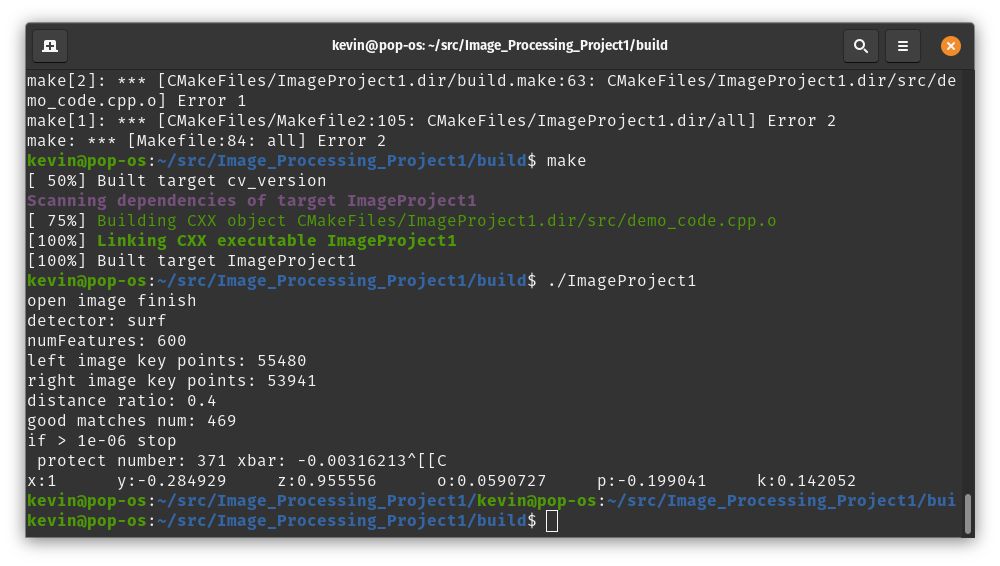 kevin@pop-os: ~/src/Image_Processing_Project1/build
make[2]: *** [CMakeFiles/ImageProject1.dir/build.make:63: CMakeFiles/ImageProject1.dir/src/de
mo_code.cpp.o] Error 1
make[1]: *** [CMakeFiles/Makefile2:105: CMakeFiles/ImageProject1.dir/all] Error 2
make: *** [Makefile:84: all] Error 2
kevin@pop-os:~/src/Image_Processing_Project1/build$ make
[ 50%] Built target cv_version
Scanning dependencies of target ImageProject1
[ 75%] Building CXX object CMakeFiles/ImageProject1.dir/src/demo_code.cpp.o
[100%] Linking CXX executable ImageProject1
[100%] Built target ImageProject1
kevin@pop-os:~/src/Image_Processing_Project1/build$ ./ImageProject1
open image finish
detector: surf
numFeatures: 600
left image key points: 55480
right image key points: 53941
distance ratio: 0.4
good matches num: 469
if > 1e-06 stop
 protect number: 371 xbar: -0.00316213^[[C
x:1      y:-0.284929     z:0.955556      o:0.0590727     p:-0.199041     k:0.142052
kevin@pop-os:~/src/Image_Processing_Project1/kevin@pop-os:~/src/Image_Processing_Project1/bui
kevin@pop-os:~/src/Image_Processing_Project1/build$